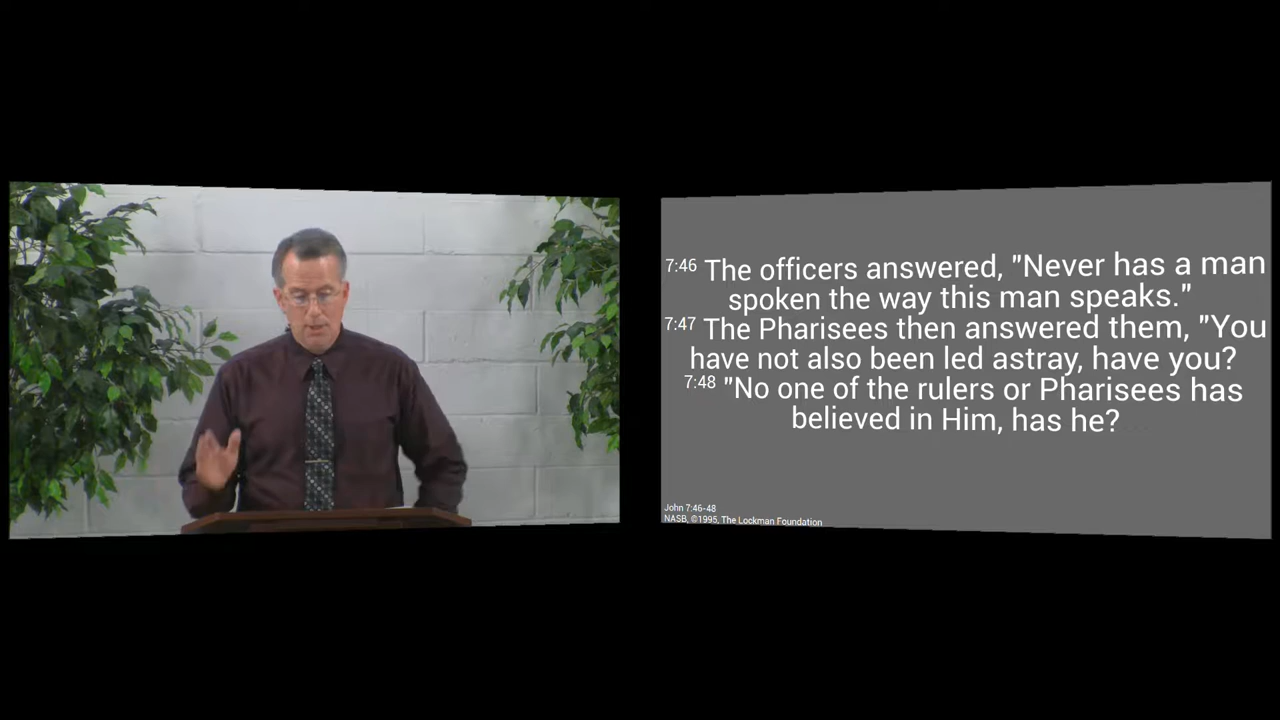 7:46 The officers answered, "Never has a man
spoken the way this man speaks."
7:47 The Pharisees then answered them, "You
have not also been led astray, have you?
7:48 "No one of the rulers or Pharisees has
believed in Him, has he?
John 7:46-48
NASB, ©1995, The Lockman Foundation